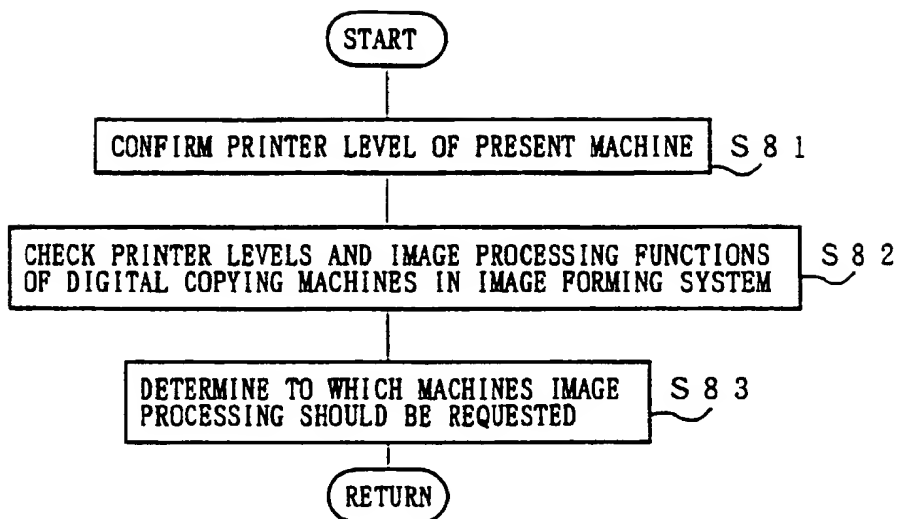 START
CONFIRM PRINTER LEVEL OF PRESENT MACHINE S81
CHECK PRINTER LEVELS AND IMAGE PROCESSING FUNCTIONS
OF DIGITAL COPYING MACHINES IN IMAGE FORMING SYSTEM S82
DETERMINE TO WHICH MACHINES IMAGE
PROCESSING SHOULD BE REQUESTED S83
RETURN